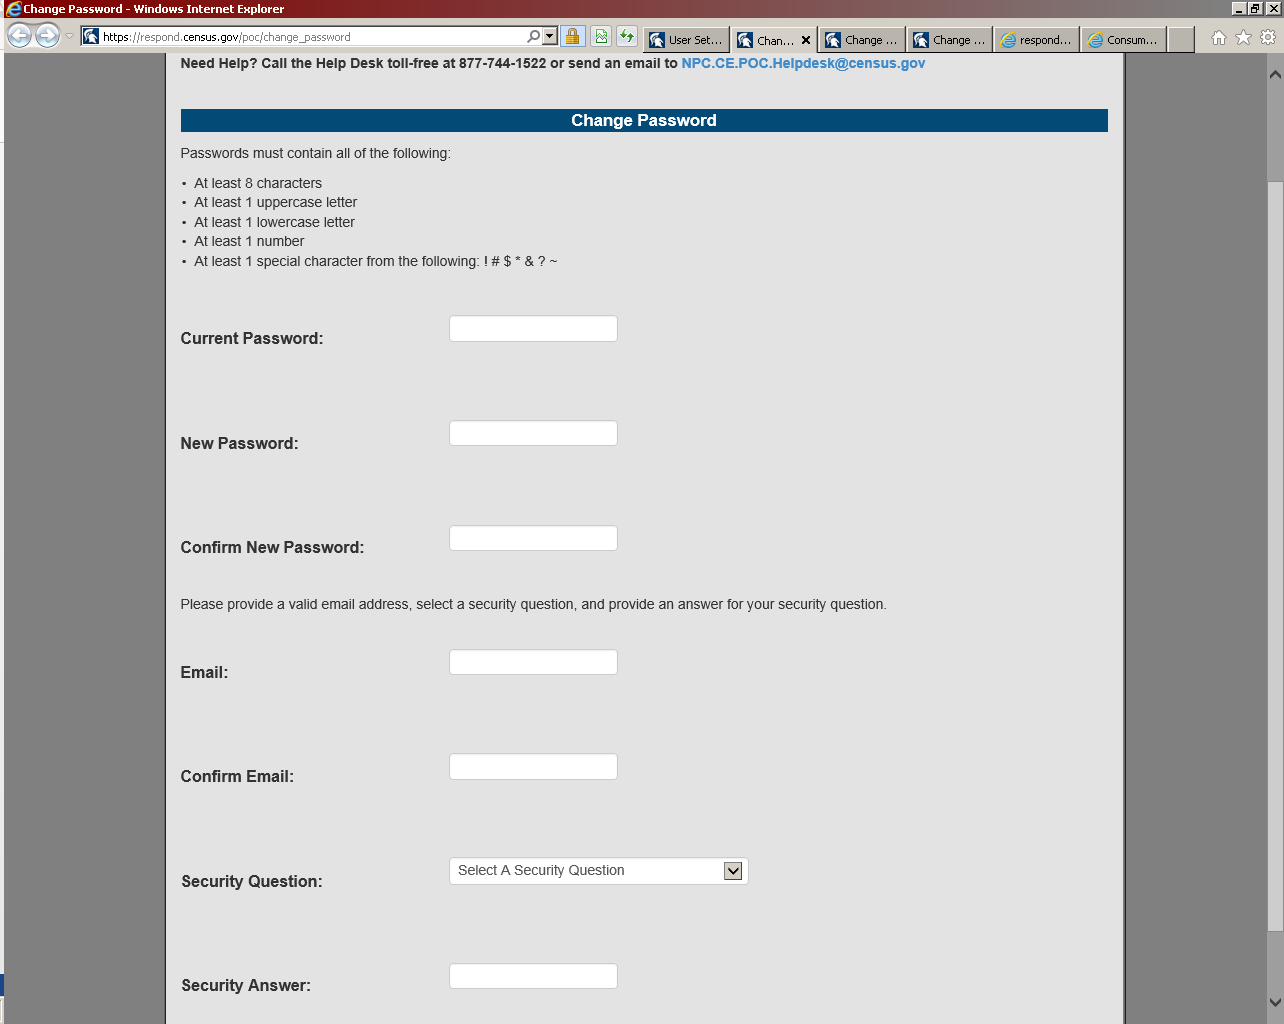 Change Password - Windows Internet Explorer
https://respond.census.gov/poc/change_password
User Set...
Chan...
Change ...
Change ...
respond...
Consum...
Need Help? Call the Help Desk toll-free at 877-744-1522 or send an email to NPC.CE.POC.Helpdesk@census.gov
Change Password
Passwords must contain all of the following:
• At least 8 characters
• At least 1 uppercase letter
• At least 1 lowercase letter
• At least 1 number
• At least 1 special character from the following: ! # $ * & ? ~
Current Password:
New Password:
Confirm New Password:
Please provide a valid email address, select a security question, and provide an answer for your security question.
Email:
Confirm Email:
Security Question:
Select A Security Question
Security Answer: